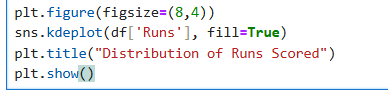 plt.figure(figsize=(8,4))
sns.kdeplot(df['Runs'], fill=True)
plt.title("Distribution of Runs Scored")
plt.show()